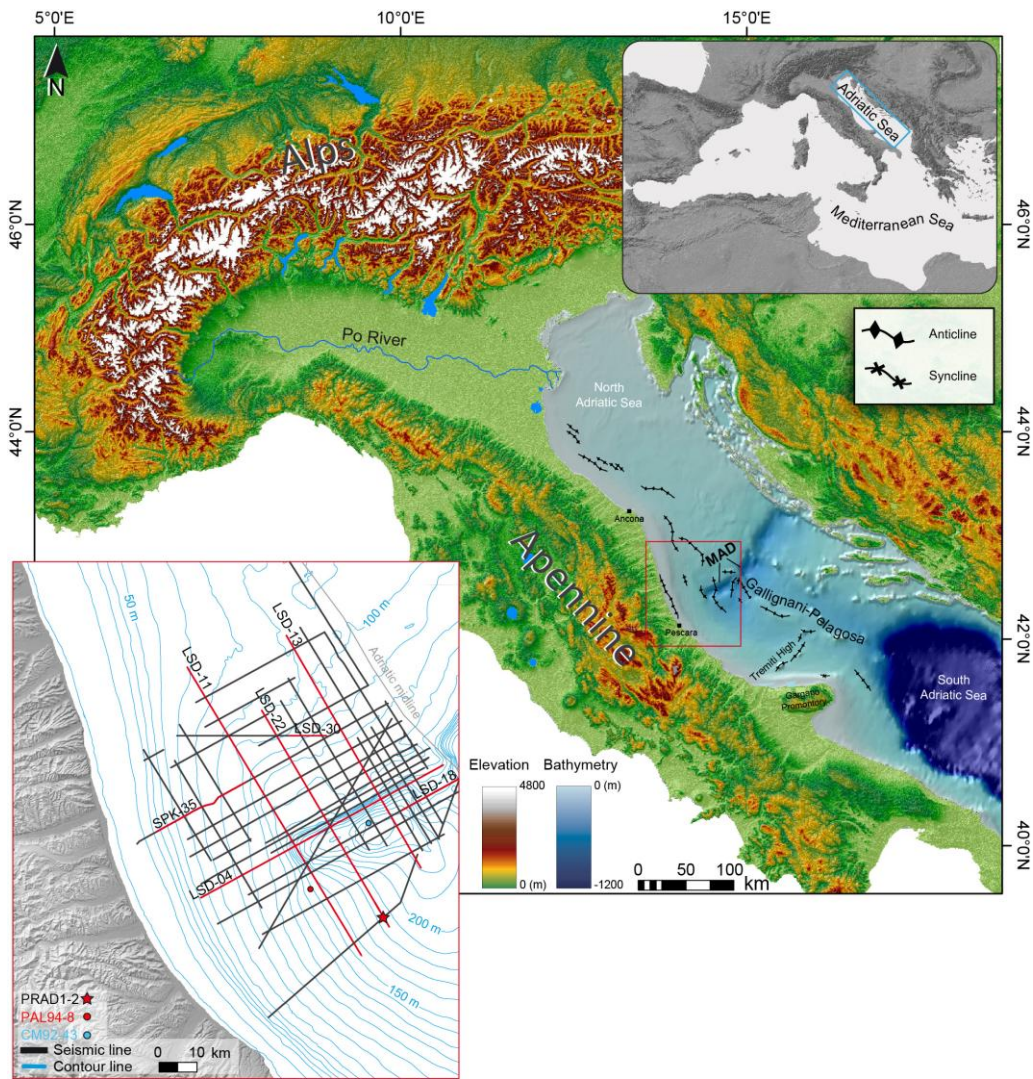 5°0'E
10°0'E
15°0'E
N
Alps
Adriatic Sea
Mediterranean Sea
46°0'N
46°0'N
Anticline
Syncline
Po River
North
Adriatic Sea
44°0'N
44°0'N
Ancona
Apennine
MAD
Gallignani-Pelagosa
Pescara
42°0'N
Tremiti High
South
Adriatic Sea
Gargano
Promontory
Elevation
4800
0 (m)
Bathymetry
0 (m)
-1200
0
50
100
km
40°0'N
50 m
-100 m
LSD-13
LSD-11
LSD-22
LSD-30
Adriatic midline
LSD-18
SPK-35
LSD-04
200 m
150 m
PRAD1-2
PAL94-8
CM92-43
Seismic line
Contour line
0
10
km